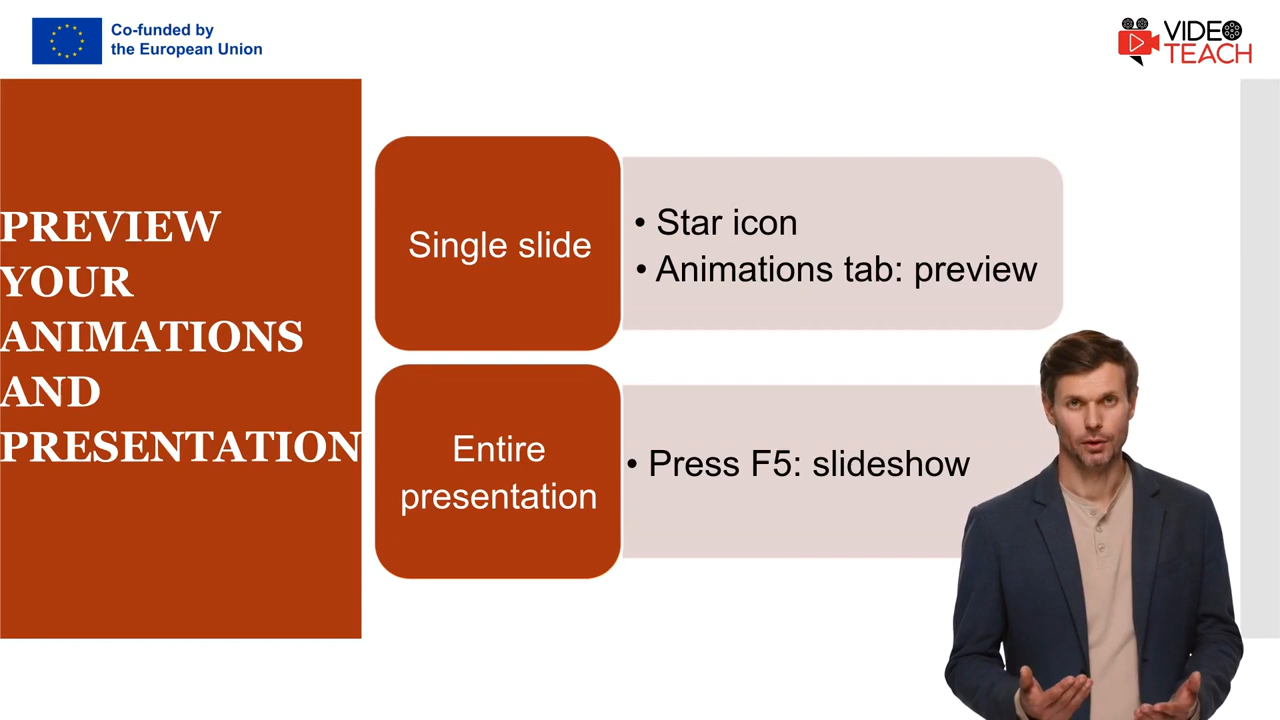 Co-funded by
the European Union
VIDEO
TEACH
PREVIEW
YOUR
ANIMATIONS
AND
PRESENTATION
Single slide
• Star icon
• Animations tab: preview
Entire
presentation
• Press F5: slideshow